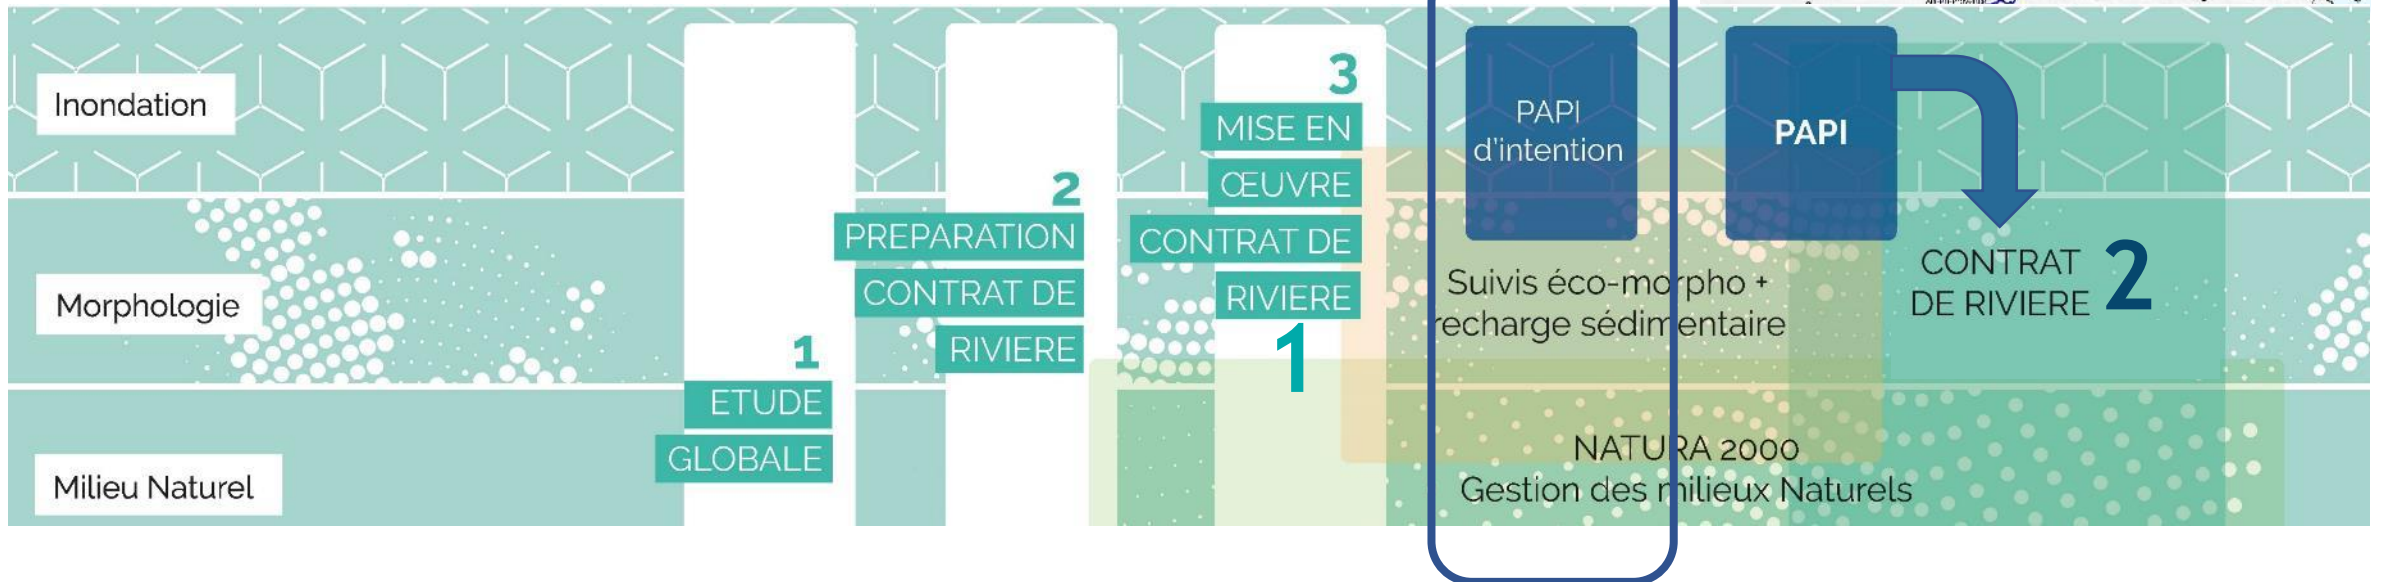 Inondation
Morphologie
Milieu Naturel
1
ETUDE
GLOBALE
2
PREPARATION
CONTRAT DE
RIVIERE
3
MISE EN
ŒUVRE
CONTRAT DE
RIVIERE
1
PAPI
d'intention
PAPI
Suivis éco-morpho +
recharge sédimentaire
NATURA 2000
Gestion des milieux Naturels
CONTRAT
DE RIVIERE
2